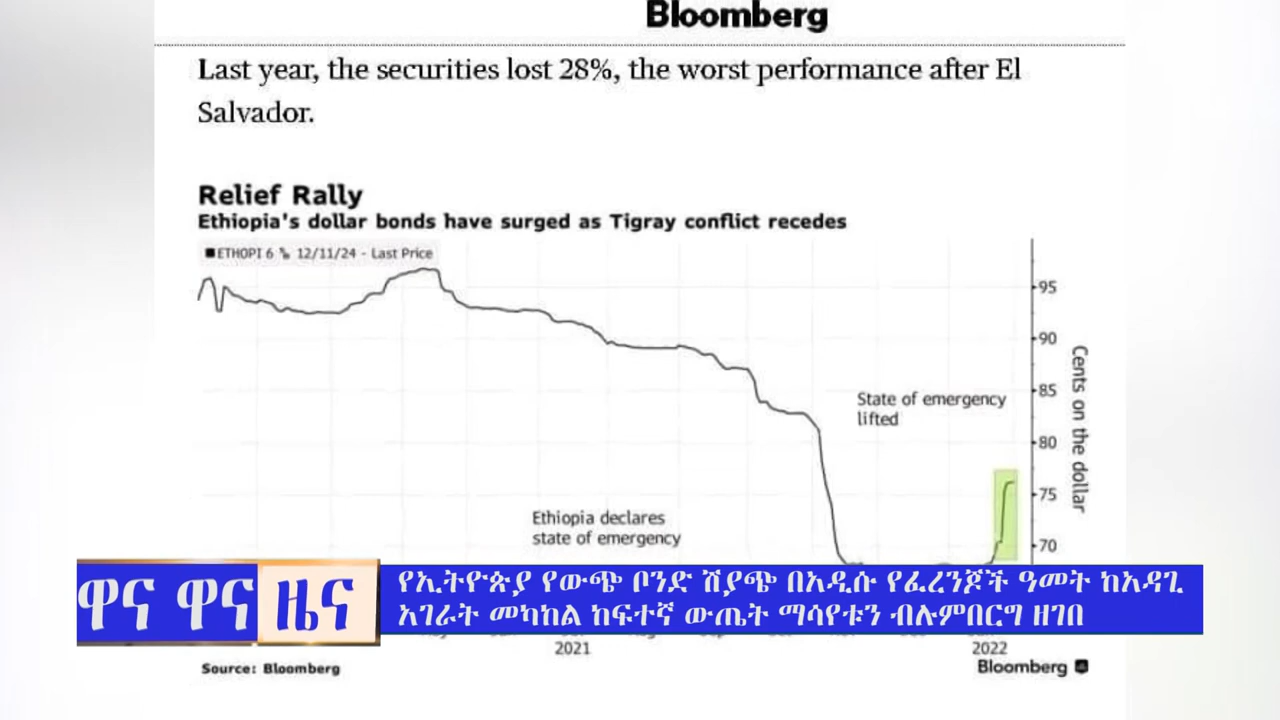 Bloomberg
Last year, the securities lost 28%, the worst performance after El
Salvador.
Relief Rally
Ethiopia's dollar bonds have surged as Tigray conflict recedes
ETHOPI 6 ⅝ 12/11/24 - Last Price
95
90
85
80
75
70
Cents on the dollar
State of emergency
lifted
Ethiopia declares
state of emergency
ዋና ዋና ዜና
የኢትዮጵያ የውጭ ቦንድ ሽያጭ በአዲሱ የፈረንጆች ዓመት ከአዳጊ
አገራት መካከል ከፍተኛ ውጤት ማሳየቱን ብሉምበርግ ዘገበ
2021
2022
Source: Bloomberg
Bloomberg